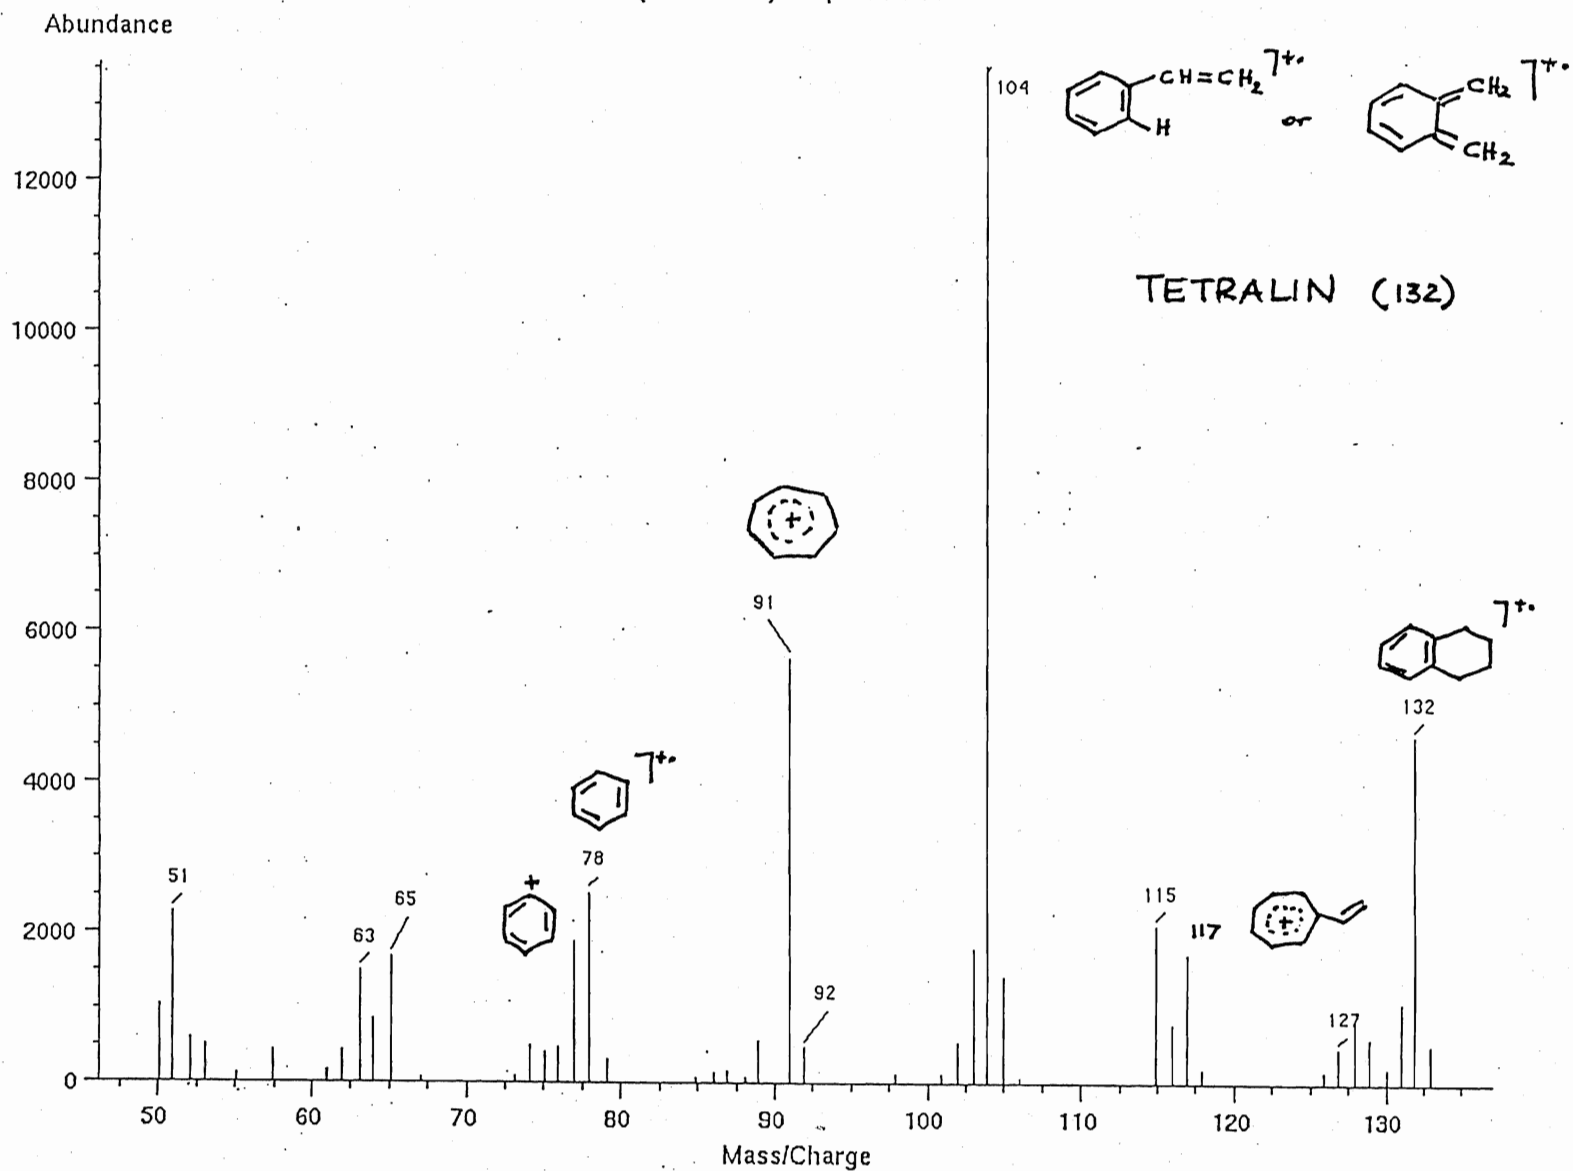 Abundance
12000
10000
8000
6000
4000
2000
0
50 60 70 80 90 100 110 120 130
Mass/Charge
104
CH=CH₂ ⌉⁺·
H
or
CH₂ ⌉⁺·
CH₂
TETRALIN (132)
+
91
⌉⁺·
132
⌉⁺·
78
+
51
63
65
92
115
117
+
127